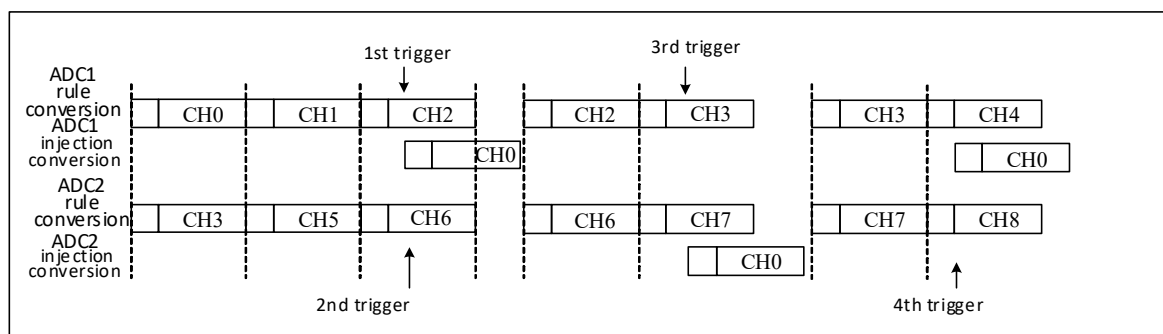 1st trigger
3rd trigger
ADC1
rule
conversion
CH0
CH1
CH2
CH2
CH3
CH3
CH4
ADC1
injection
conversion
CH0
CH0
ADC2
rule
conversion
CH3
CH5
CH6
CH6
CH7
CH7
CH8
ADC2
injection
conversion
CH0
2nd trigger
4th trigger